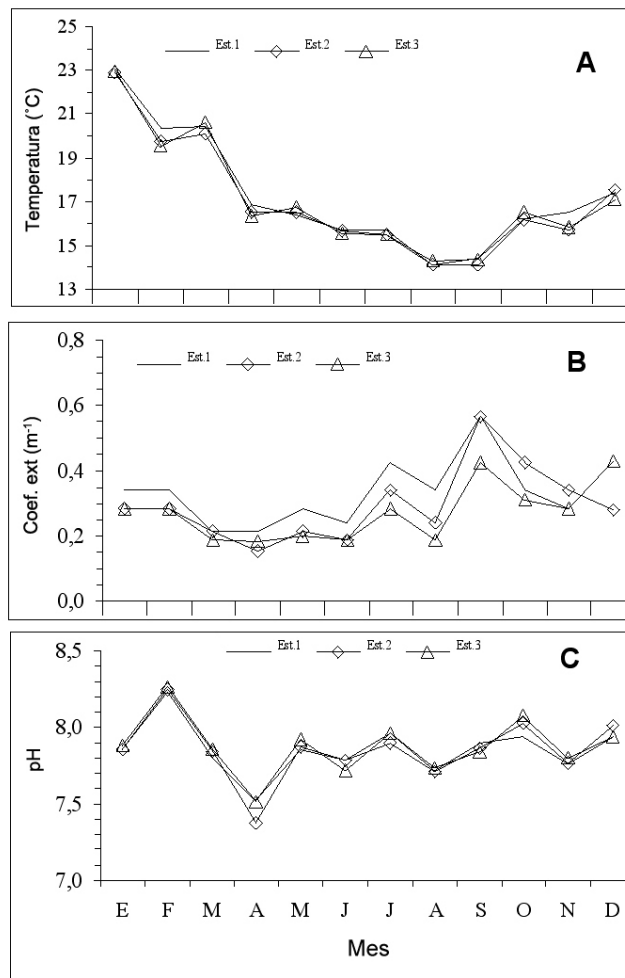 25
Est.1 Est.2 Est.3
A
23
21
19
17
15
13
Temperatura (°C)
0,8
Est.1 Est.2 Est.3
B
0,6
0,4
0,2
0,0
Coef. ext (m⁻¹)
8,5
Est.1 Est.2 Est.3
C
8,0
7,5
7,0
pH
E F M A M J J A S O N D
Mes